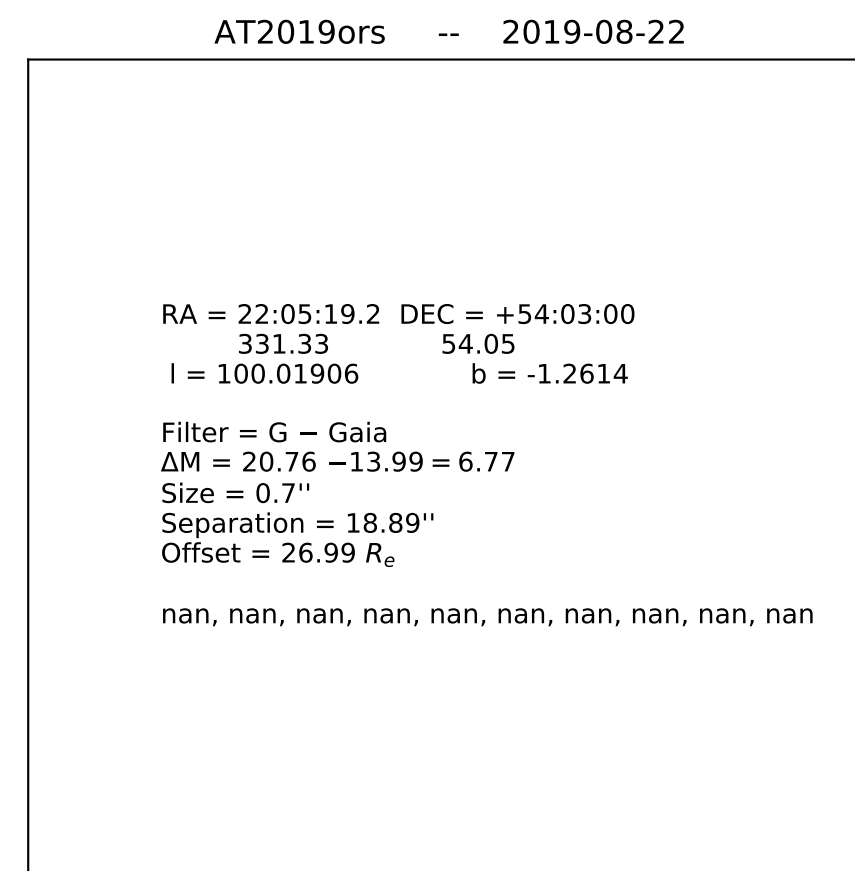 AT2019ors -- 2019-08-22
RA = 22:05:19.2 DEC = +54:03:00
331.33 54.05
l = 100.01906 b = -1.2614
Filter = G − Gaia
ΔM = 20.76 −13.99 = 6.77
Size = 0.7''
Separation = 18.89''
Offset = 26.99 Rₑ
nan, nan, nan, nan, nan, nan, nan, nan, nan, nan